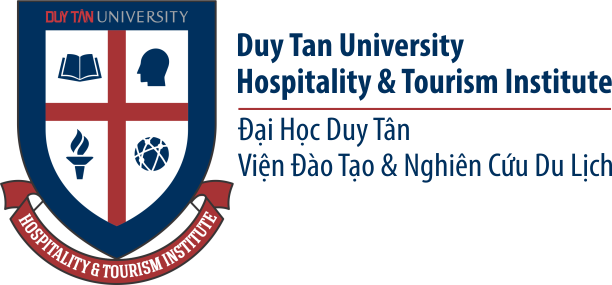 DUY TÂN UNIVERSITY
HOSPITALITY & TOURISM INSTITUTE
Duy Tan University
Hospitality & Tourism Institute
Đại Học Duy Tân
Viện Đào Tạo & Nghiên Cứu Du Lịch